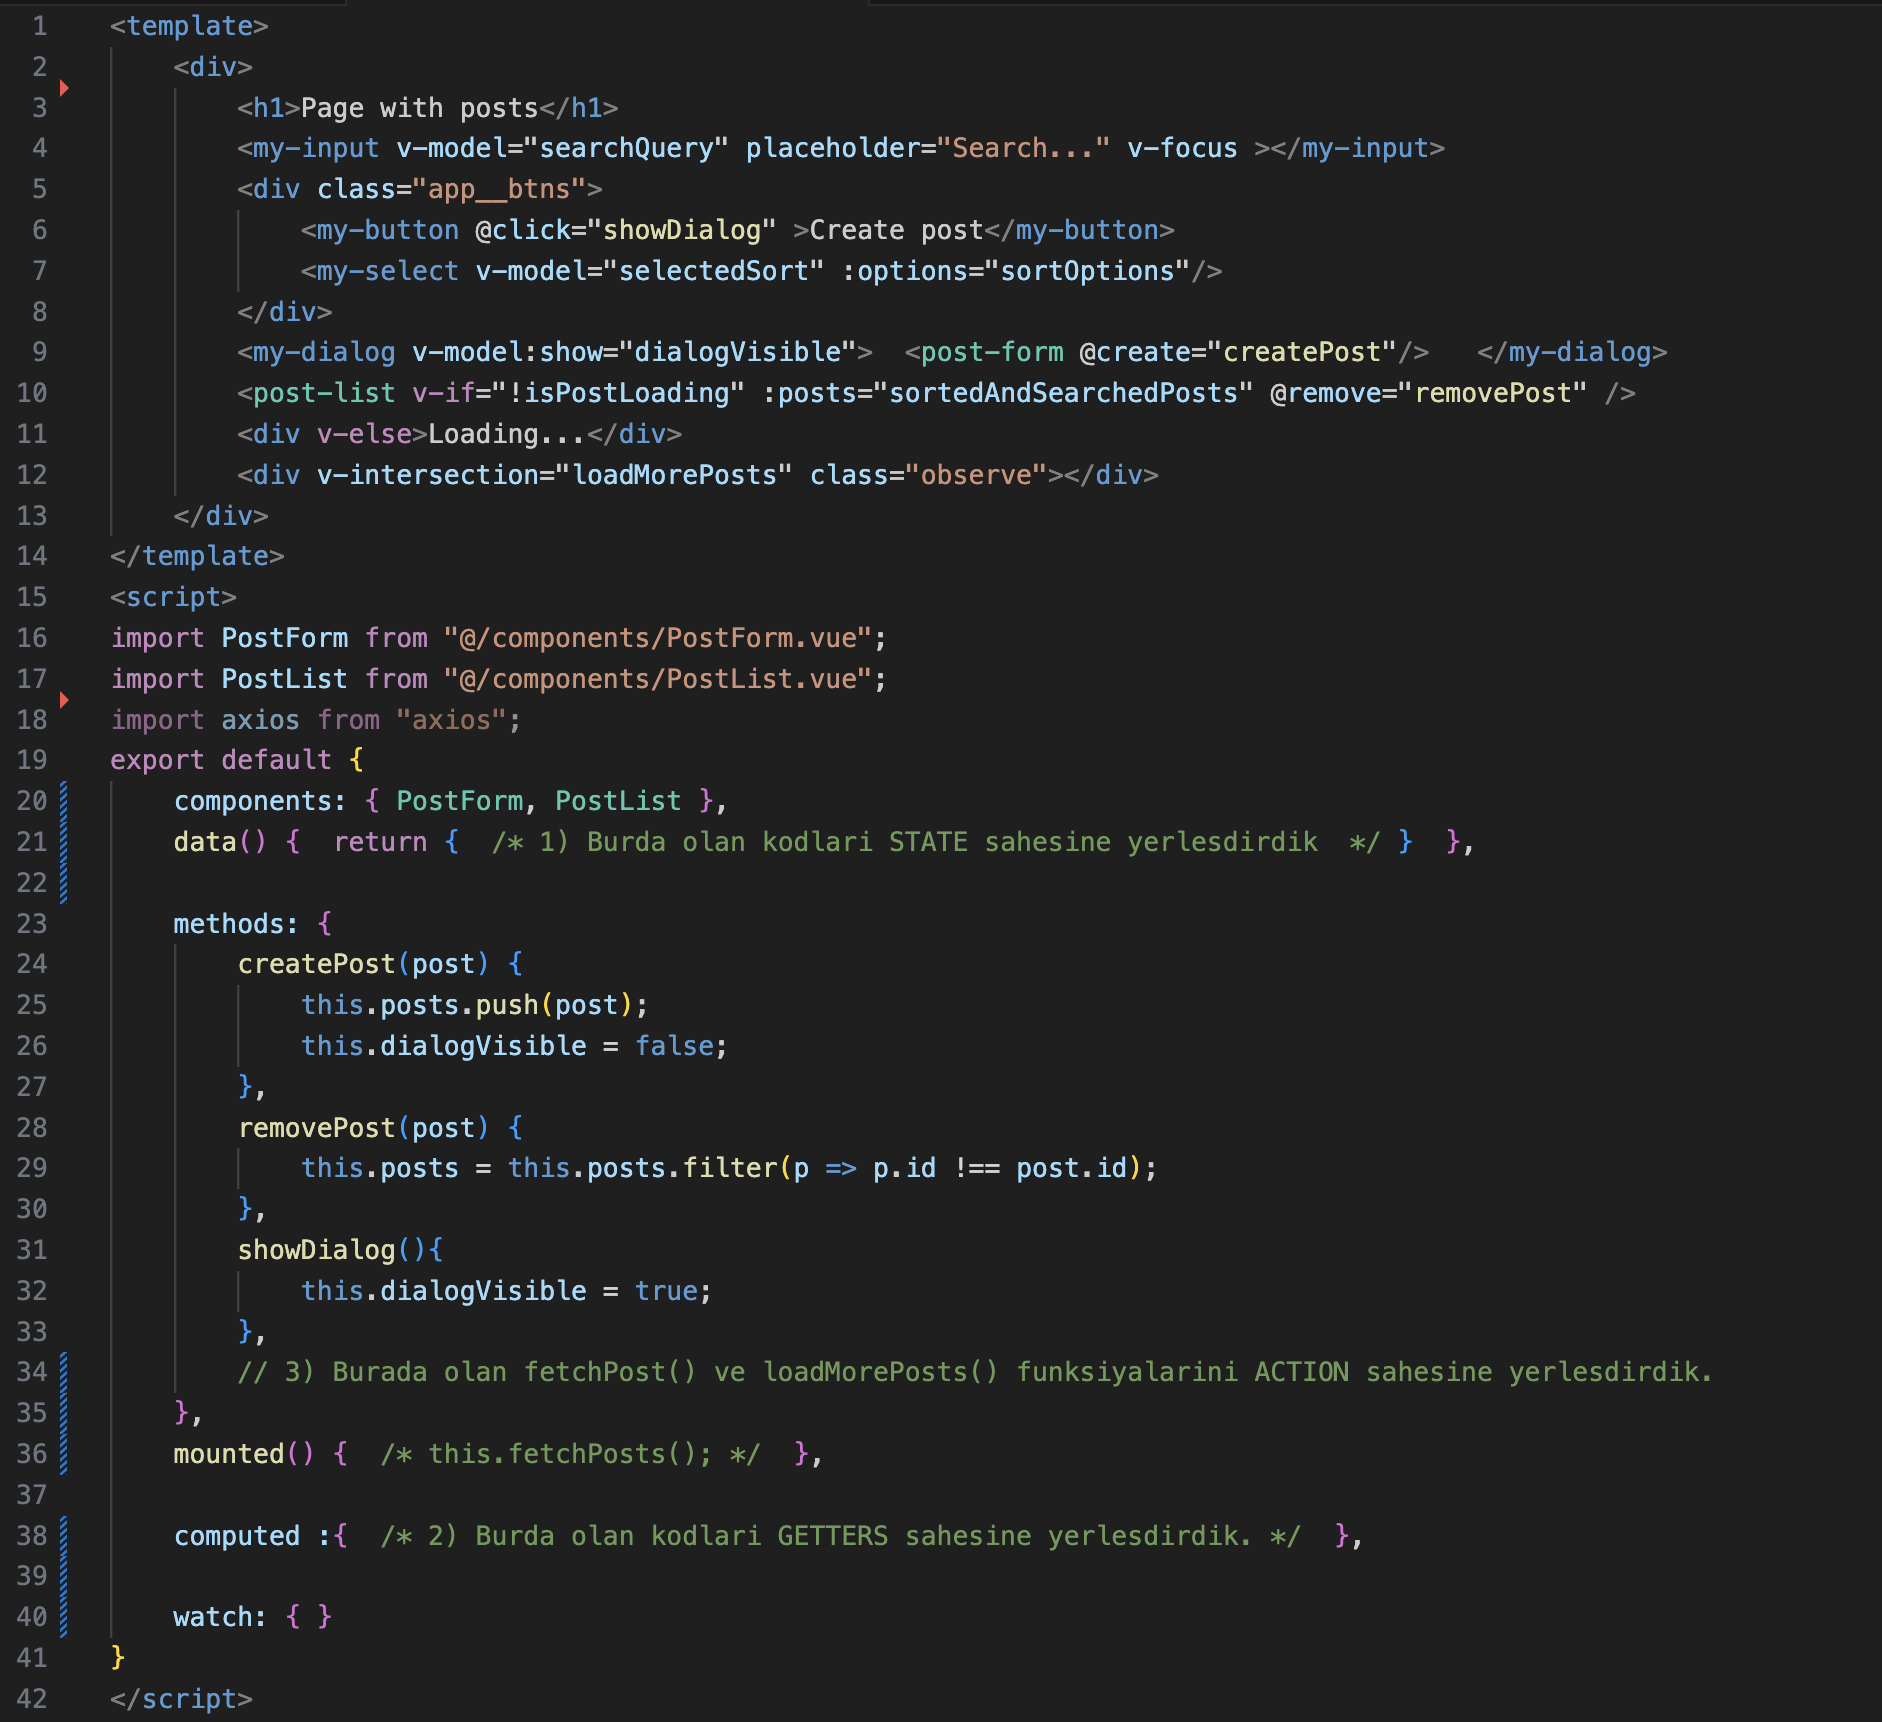 1 <template>
2 <div>
3 <h1>Page with posts</h1>
4 <my-input v-model="searchQuery" placeholder="Search..." v-focus ></my-input>
5 <div class="app__btns">
6 <my-button @click="showDialog" >Create post</my-button>
7 <my-select v-model="selectedSort" :options="sortOptions"/>
8 </div>
9 <my-dialog v-model:show="dialogVisible">  <post-form @create="createPost"/>   </my-dialog>
10 <post-list v-if="!isPostLoading" :posts="sortedAndSearchedPosts" @remove="removePost" />
11 <div v-else>Loading...</div>
12 <div v-intersection="loadMorePosts" class="observe"></div>
13 </div>
14 </template>
15 <script>
16 import PostForm from "@/components/PostForm.vue";
17 import PostList from "@/components/PostList.vue";
18 import axios from "axios";
19 export default {
20 components: { PostForm, PostList },
21 data() {  return {  /* 1) Burda olan kodlari STATE sahesine yerlesdirdik  */ }  },
22
23 methods: {
24 createPost(post) {
25 this.posts.push(post);
26 this.dialogVisible = false;
27 },
28 removePost(post) {
29 this.posts = this.posts.filter(p => p.id !== post.id);
30 },
31 showDialog(){
32 this.dialogVisible = true;
33 },
34 // 3) Burada olan fetchPost() ve loadMorePosts() funksiyalarini ACTION sahesine yerlesdirdik.
35 },
36 mounted() {  /* this.fetchPosts(); */  },
37
38 computed :{  /* 2) Burda olan kodlari GETTERS sahesine yerlesdirdik. */  },
39
40 watch: { }
41 }
42 </script>